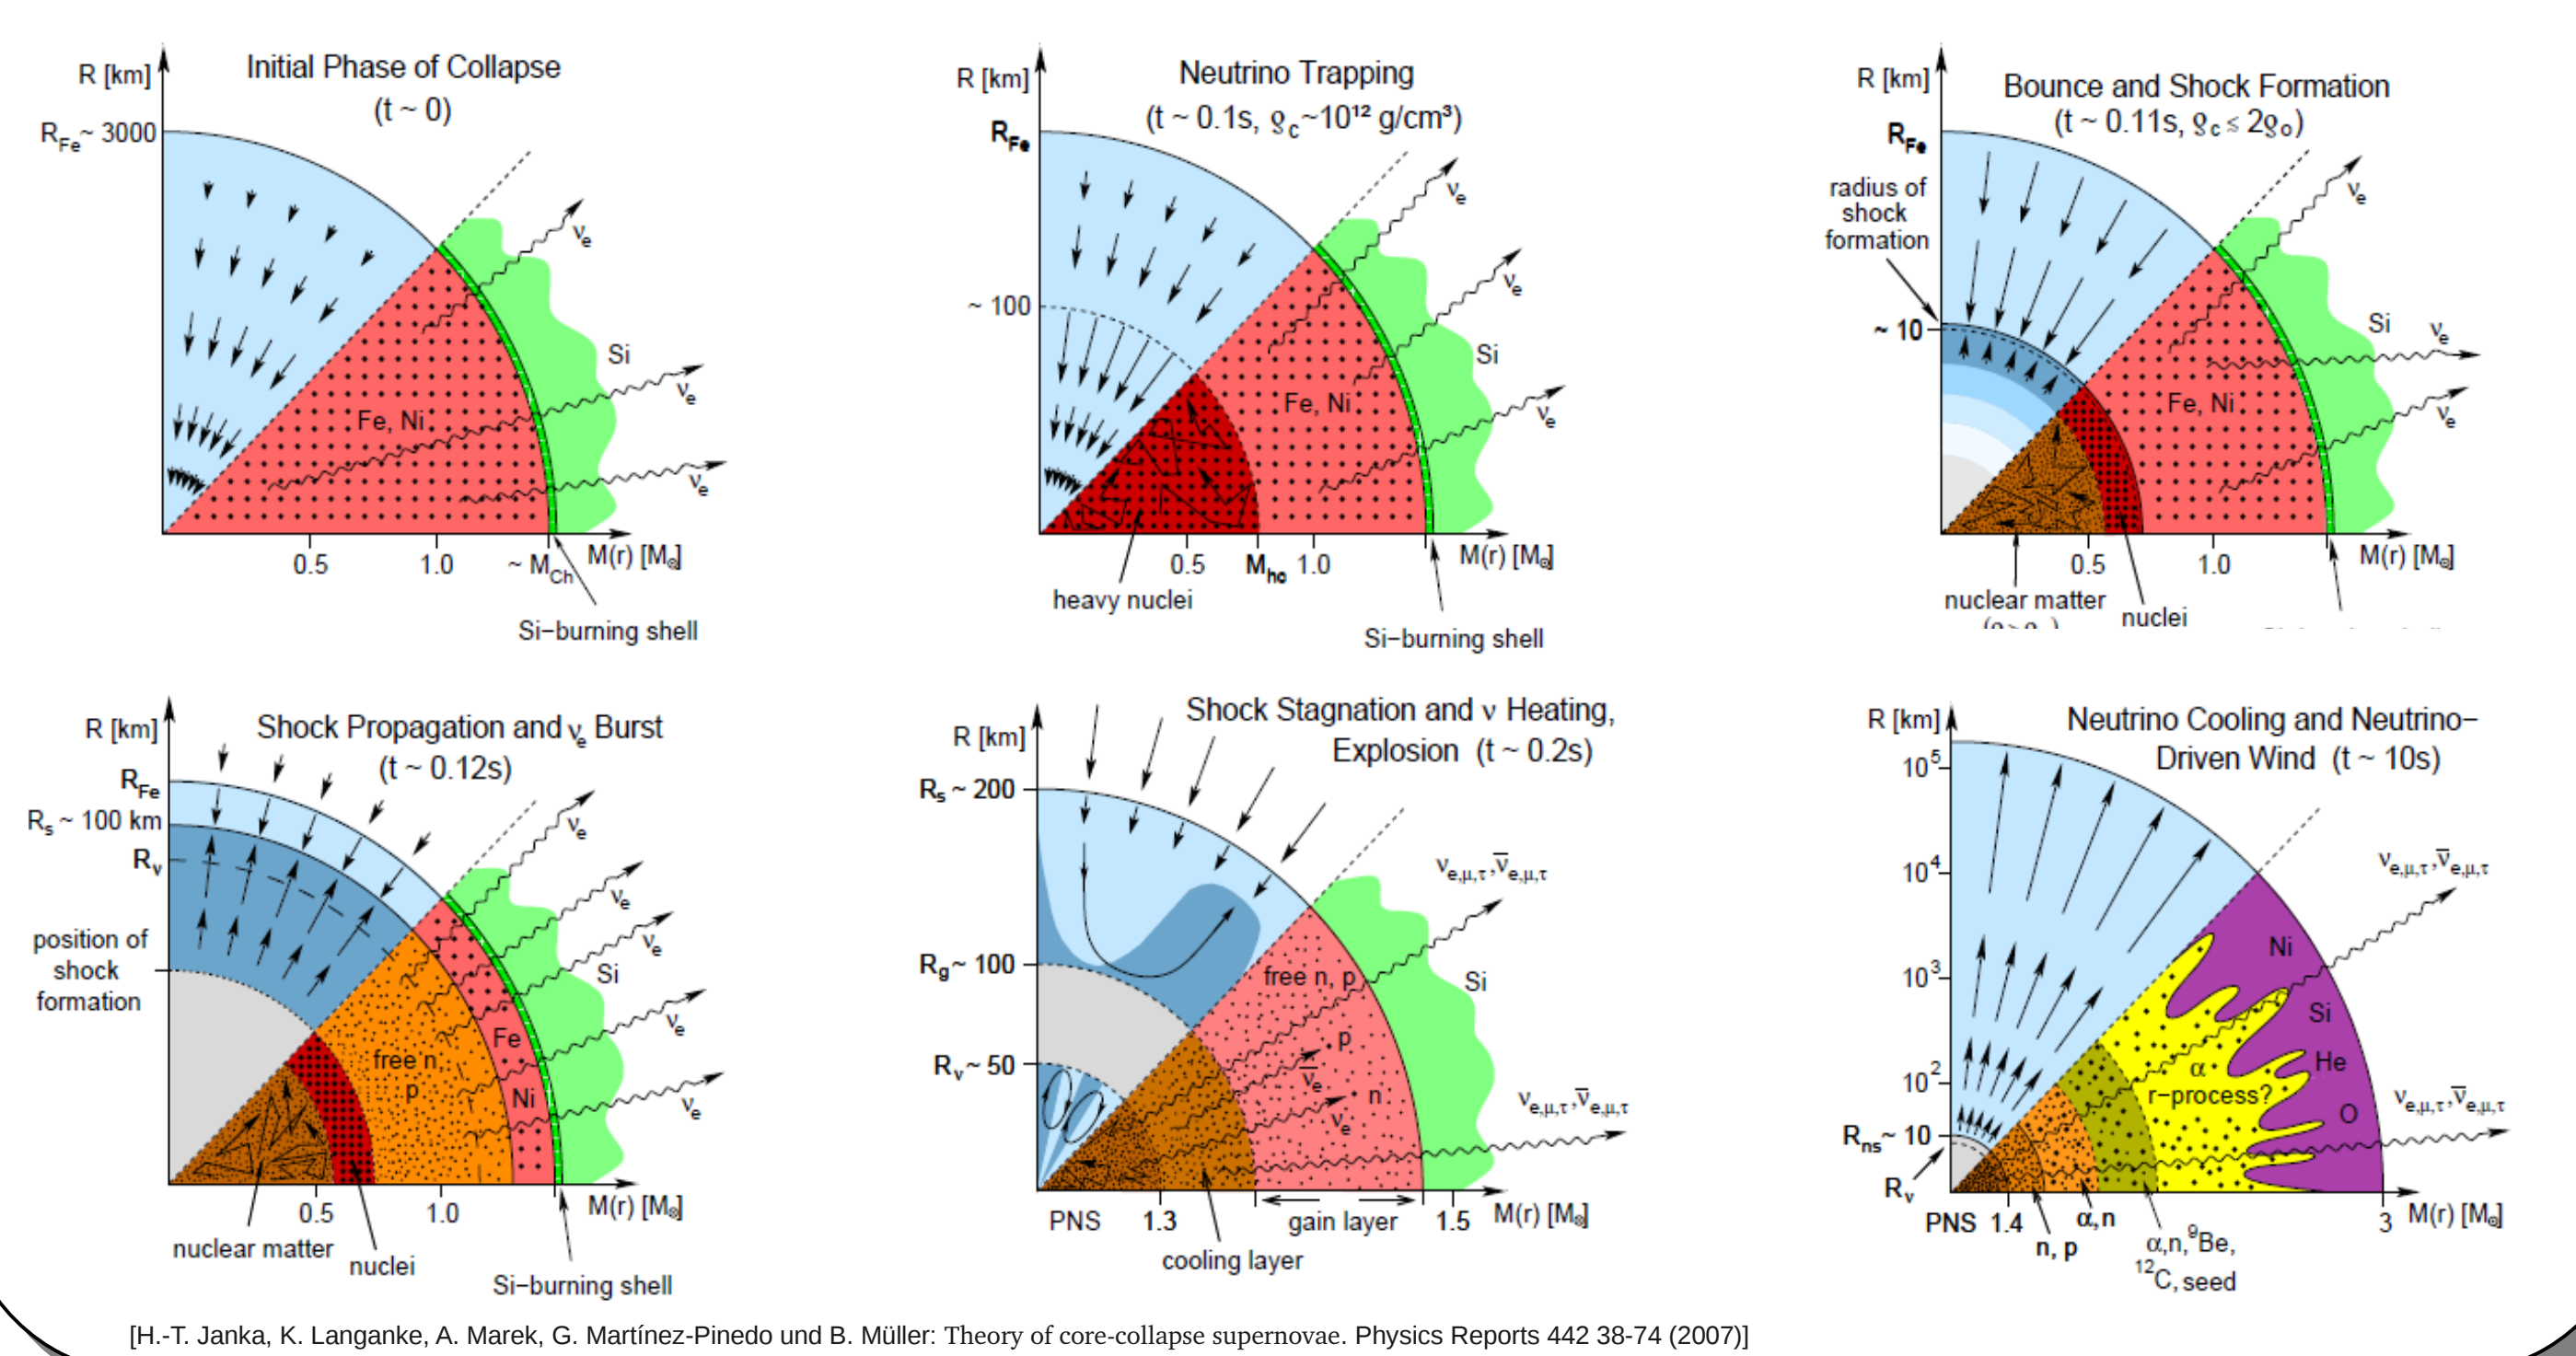 Initial Phase of Collapse
(t ~ 0)
R [km]
R_Fe ~ 3000
ν_e
ν_e
ν_e
Si
Fe, Ni
0.5
1.0
~ M_Ch
M(r) [M⊙]
Si−burning shell
Neutrino Trapping
(t ~ 0.1s, ϱ_c ~10¹² g/cm³)
R [km]
R_Fe
~ 100
ν_e
ν_e
ν_e
Si
Fe, Ni
0.5
M_hc
1.0
M(r) [M⊙]
heavy nuclei
Si−burning shell
Bounce and Shock Formation
(t ~ 0.11s, ϱ_c ≤ 2ϱ_o)
R [km]
R_Fe
radius of
shock
formation
~ 10
ν_e
ν_e
ν_e
Si
Fe, Ni
0.5
1.0
M(r) [M⊙]
nuclear matter
nuclei
Shock Propagation and ν_e Burst
(t ~ 0.12s)
R [km]
R_Fe
R_s ~ 100 km
R_ν
position of
shock
formation
ν_e
ν_e
ν_e
ν_e
ν_e
Si
Fe
Ni
free n,
p
0.5
1.0
M(r) [M⊙]
nuclear matter
nuclei
Si−burning shell
Shock Stagnation and ν Heating,
Explosion (t ~ 0.2s)
R [km]
R_s ~ 200
R_g ~ 100
R_ν ~ 50
ν_e,μ,τ, ν̄_e,μ,τ
ν_e,μ,τ, ν̄_e,μ,τ
Si
free n, p
p
ν̄_e
n
ν_e
PNS
1.3
gain layer
1.5
M(r) [M⊙]
cooling layer
Neutrino Cooling and Neutrino−
Driven Wind (t ~ 10s)
R [km]
10⁵
10⁴
10³
10²
R_ns ~ 10
R_ν
ν_e,μ,τ, ν̄_e,μ,τ
ν_e,μ,τ, ν̄_e,μ,τ
Ni
Si
He
O
α
r−process?
PNS
1.4
α,n
n, p
α,n,⁹Be,
¹²C, seed
3
M(r) [M⊙]
[H.-T. Janka, K. Langanke, A. Marek, G. Martínez-Pinedo und B. Müller: Theory of core-collapse supernovae. Physics Reports 442 38-74 (2007)]